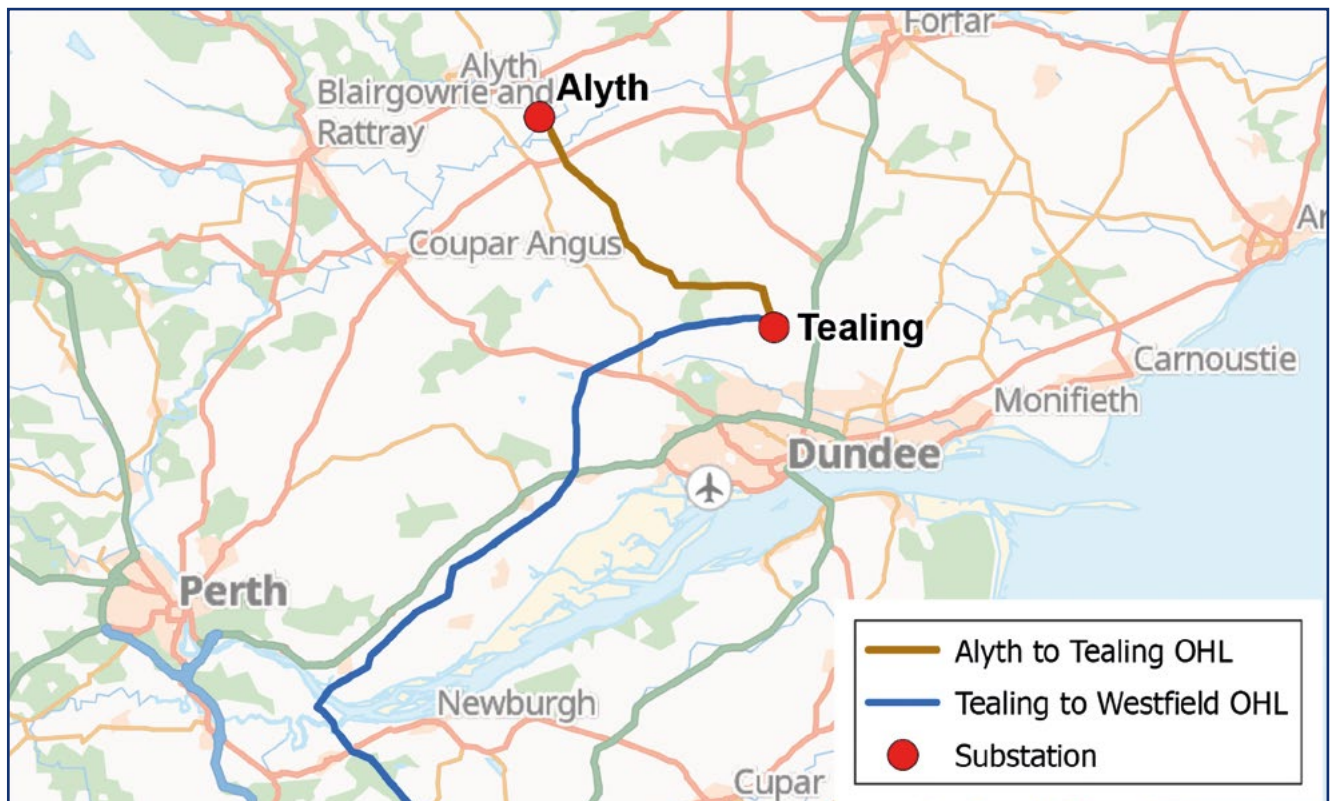 Forfar
Alyth
Alyth
Blairgowrie and
Rattray
Coupar Angus
Tealing
Carnoustie
Monifieth
Dundee
Perth
Newburgh
Cupar
Ar
Alyth to Tealing OHL
Tealing to Westfield OHL
Substation